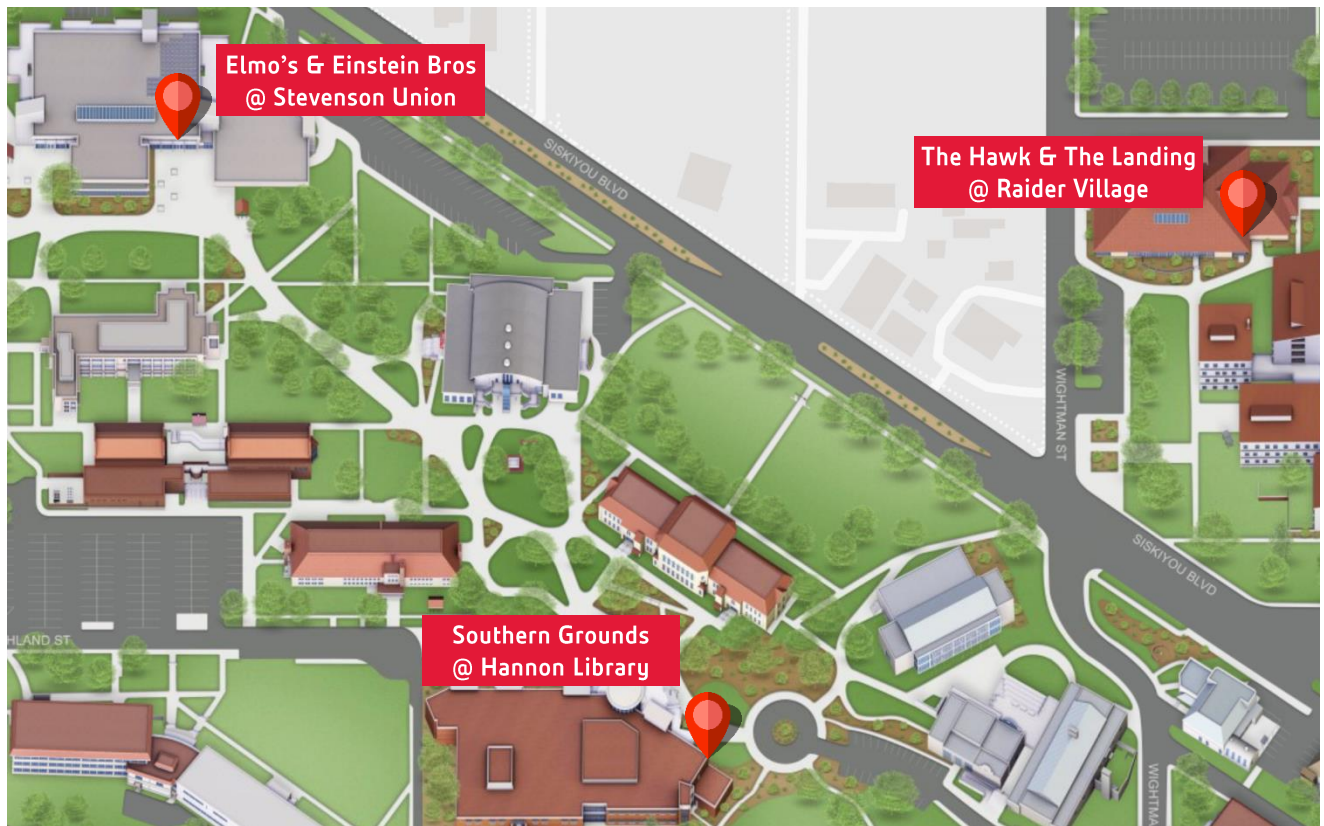 Elmo's & Einstein Bros
@ Stevenson Union
SISKIYOU BLVD
The Hawk & The Landing
@ Raider Village
WIGHTMAN ST
SISKIYOU BLVD
HLAND ST
Southern Grounds
@ Hannon Library
WIGHTMA